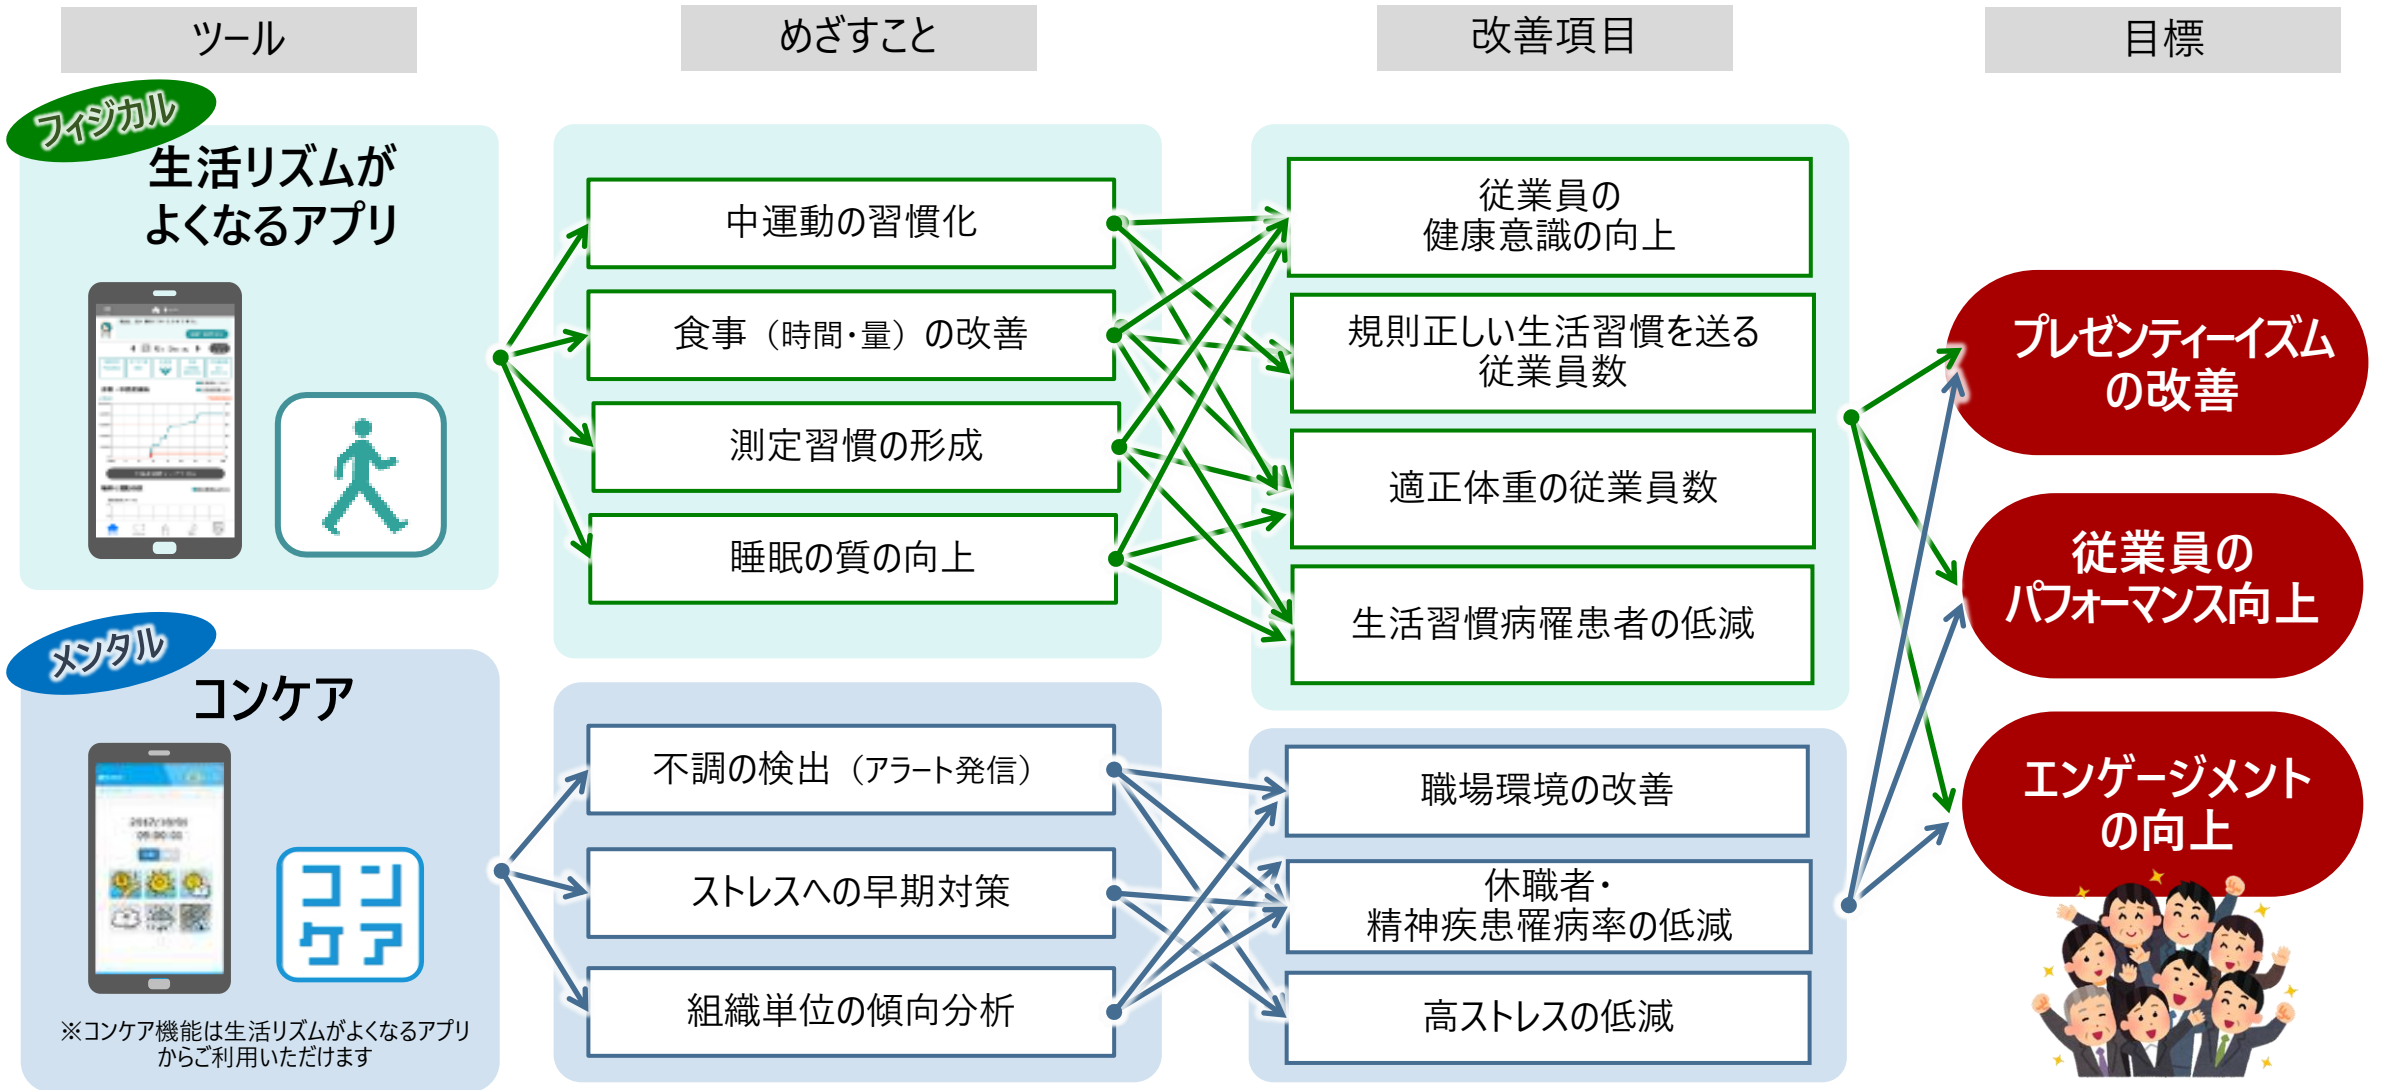 ツール
めざすこと
改善項目
目標
フィジカル
生活リズムが
よくなるアプリ
中運動の習慣化
食事（時間・量）の改善
測定習慣の形成
睡眠の質の向上
従業員の
健康意識の向上
規則正しい生活習慣を送る
従業員数
適正体重の従業員数
生活習慣病罹患者の低減
メンタル
コンケア
コン
ケア
※コンケア機能は生活リズムがよくなるアプリ
からご利用いただけます
不調の検出（アラート発信）
ストレスへの早期対策
組織単位の傾向分析
職場環境の改善
休職者・
精神疾患罹病率の低減
高ストレスの低減
プレゼンティーイズム
の改善
従業員の
パフォーマンス向上
エンゲージメント
の向上